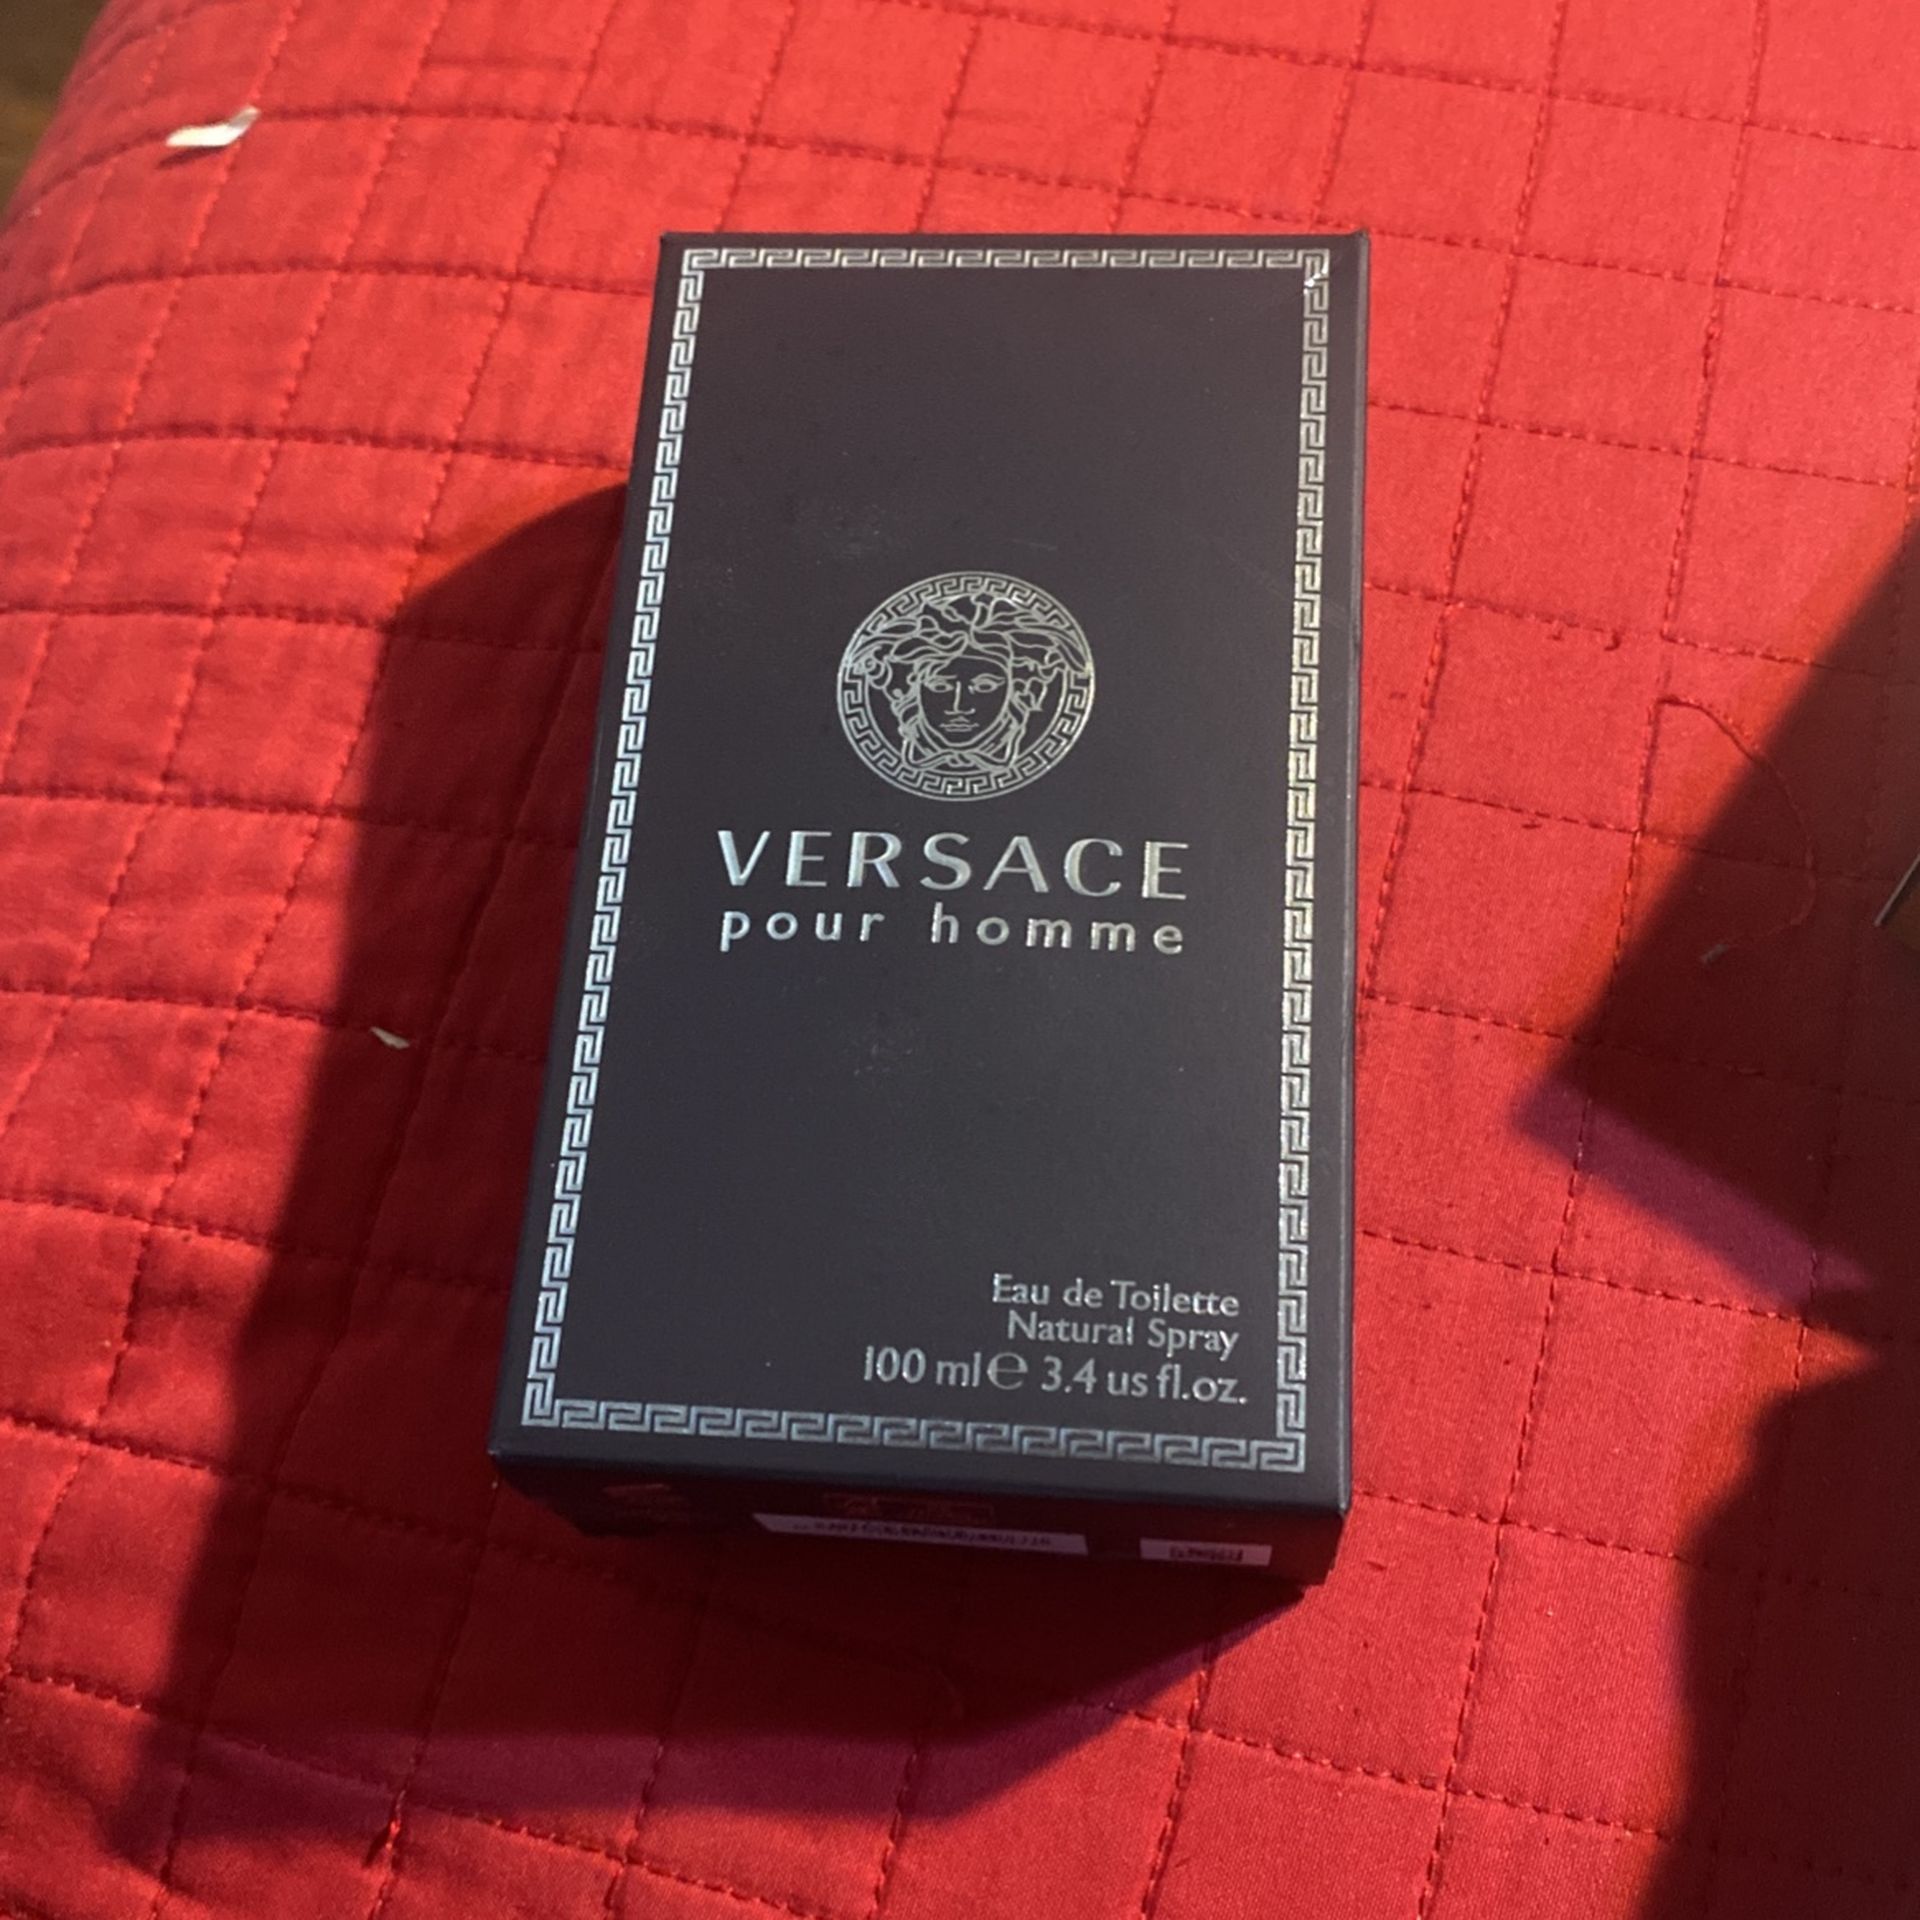 VERSACE
pour homme
Eau de Toilette
Natural Spray
100 ml ℮ 3.4 us fl.oz.